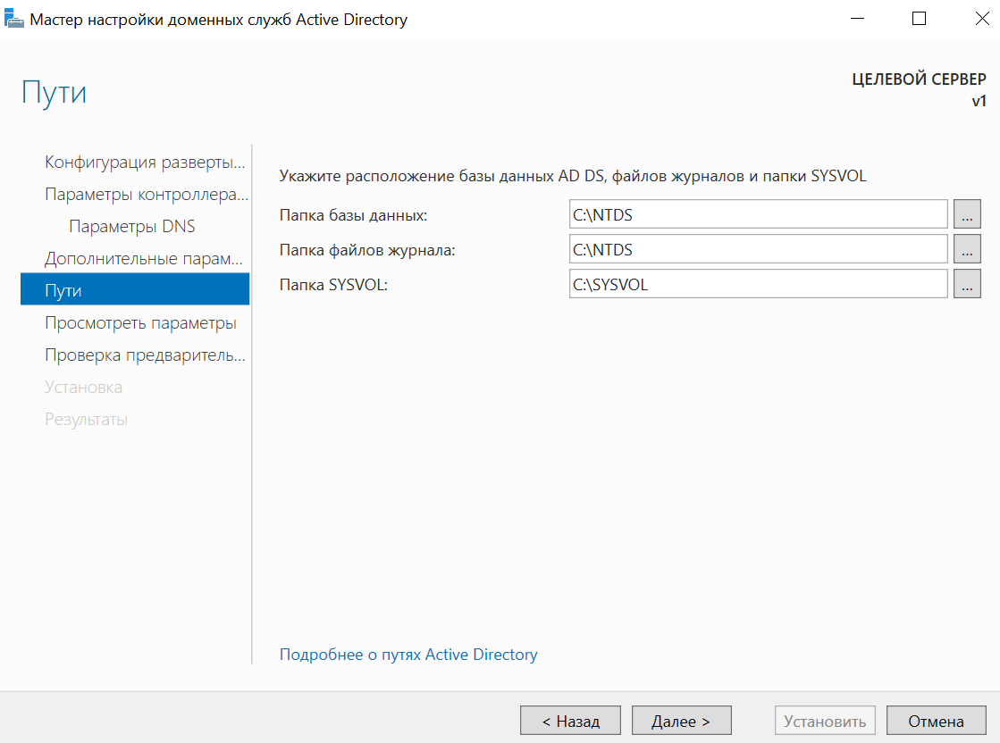 Мастер настройки доменных служб Active Directory
Пути
ЦЕЛЕВОЙ СЕРВЕР
v1
Конфигурация разверты...
Параметры контроллера...
Параметры DNS
Дополнительные парам...
Пути
Просмотреть параметры
Проверка предваритель...
Установка
Результаты
Укажите расположение базы данных AD DS, файлов журналов и папки SYSVOL
Папка базы данных: C:\NTDS ...
Папка файлов журнала: C:\NTDS ...
Папка SYSVOL: C:\SYSVOL ...
Подробнее о путях Active Directory
< Назад Далее > Установить Отмена